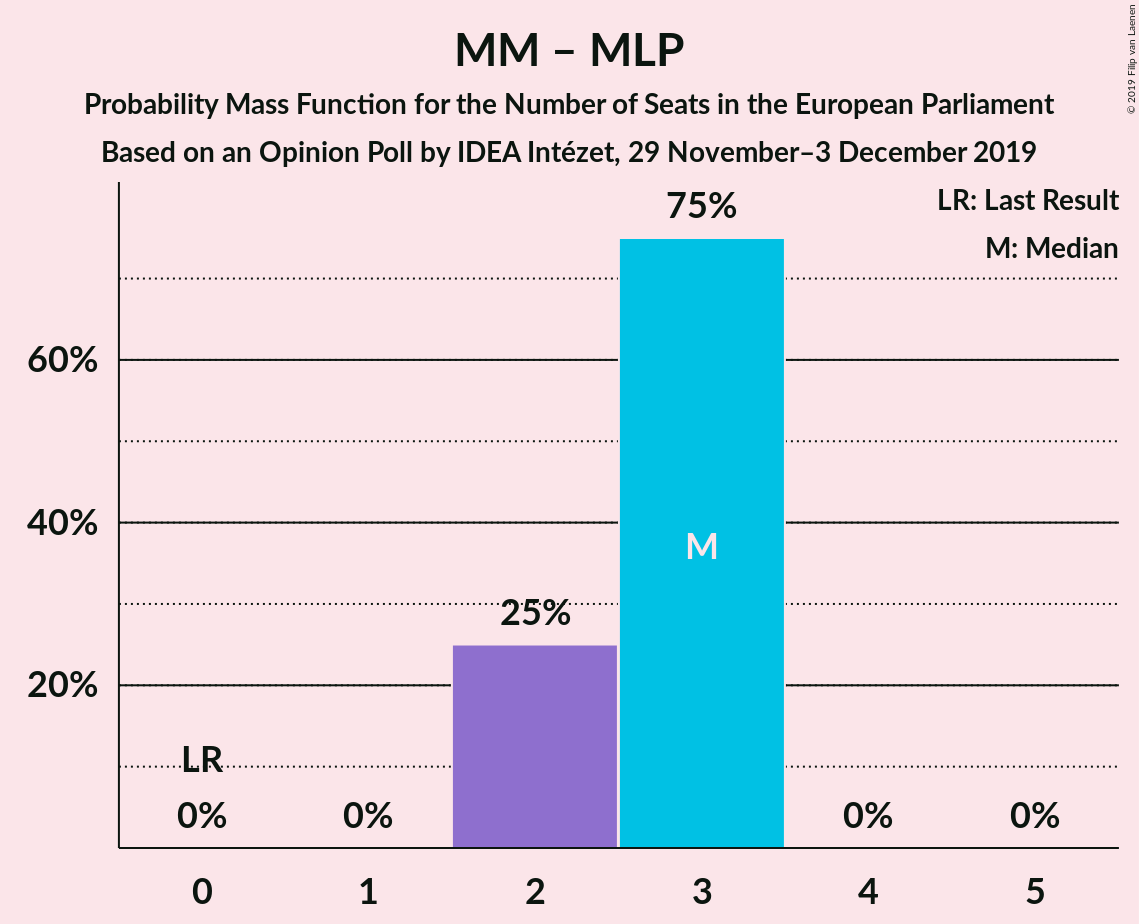 MM – MLP
Probability Mass Function for the Number of Seats in the European Parliament
Based on an Opinion Poll by IDEA Intézet, 29 November–3 December 2019
© 2019 Filip van Laenen
LR: Last Result
M: Median
75%
60%
40%
M
25%
20%
LR
0% 0% 0% 0%
0 1 2 3 4 5